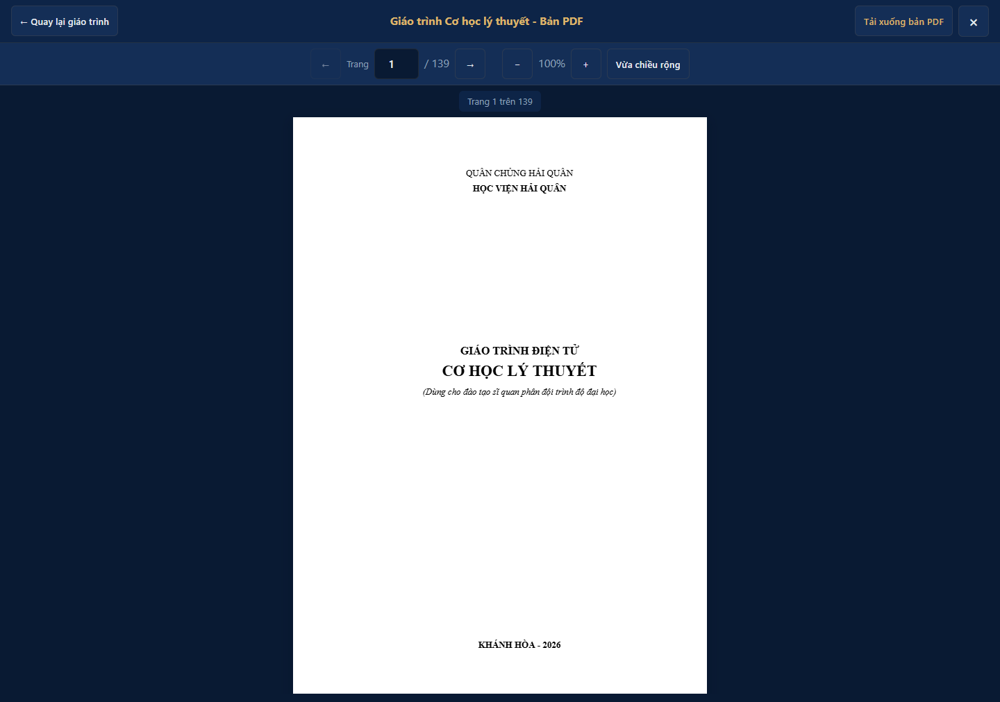 ← Quay lại giáo trình
Giáo trình Cơ học lý thuyết - Bản PDF
Tải xuống bản PDF
×
← Trang 1 / 139 → − 100% + Vừa chiều rộng
Trang 1 trên 139
QUÂN CHỦNG HẢI QUÂN
HỌC VIỆN HẢI QUÂN
GIÁO TRÌNH ĐIỆN TỬ
CƠ HỌC LÝ THUYẾT
(Dùng cho đào tạo sĩ quan phân đội trình độ đại học)
KHÁNH HÒA - 2026